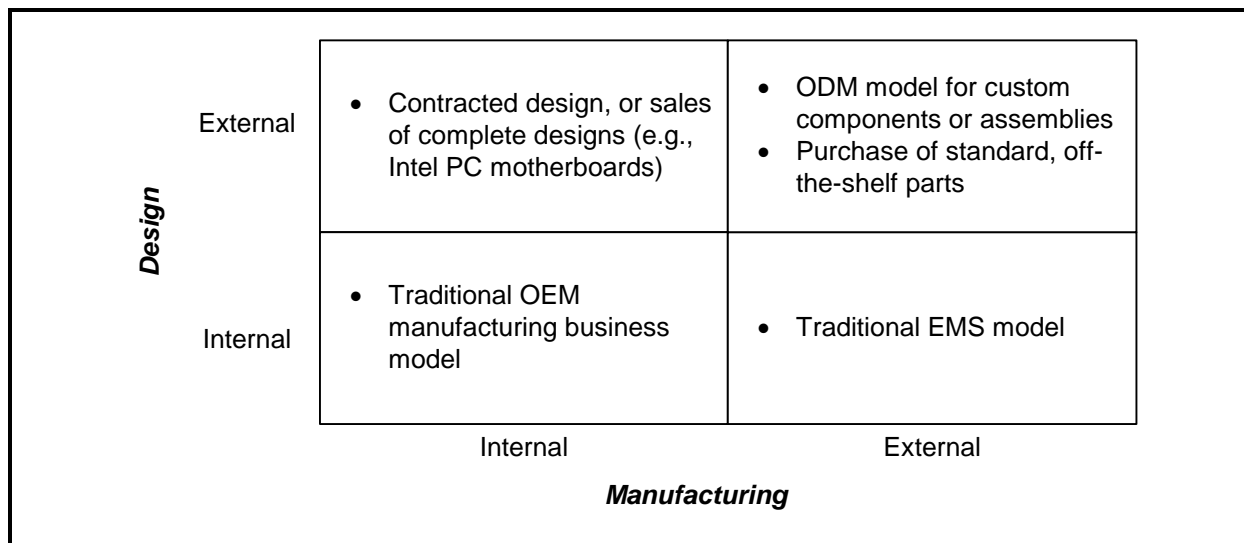 External
• Contracted design, or sales
of complete designs (e.g.,
Intel PC motherboards)
• ODM model for custom
components or assemblies
• Purchase of standard, off-
the-shelf parts
Design
Internal
• Traditional OEM
manufacturing business
model
• Traditional EMS model
Internal
External
Manufacturing